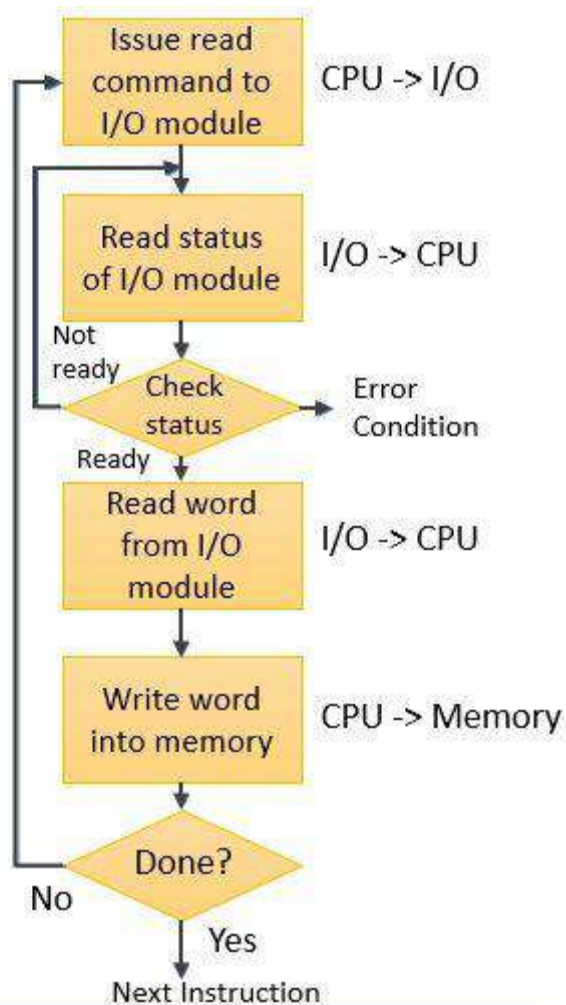 Issue read
command to
I/O module
CPU -> I/O
Read status
of I/O module
I/O -> CPU
Not
ready
Check
status
Error
Condition
Ready
Read word
from I/O
module
I/O -> CPU
Write word
into memory
CPU -> Memory
Done?
No
Yes
Next Instruction